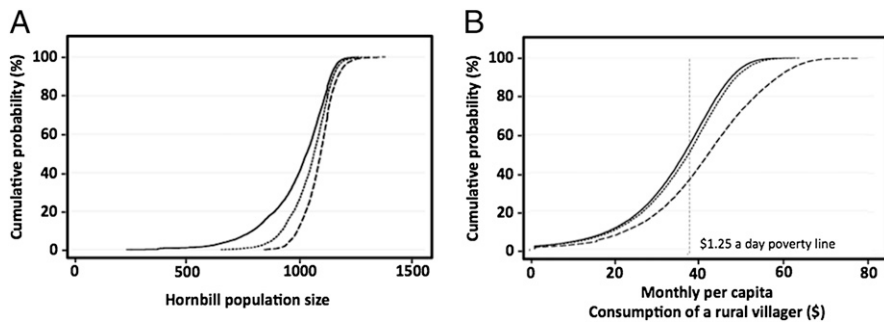 A
Cumulative probability (%)
100
80
60
40
20
0
0
500
1000
1500
Hornbill population size
B
Cumulative probability (%)
100
80
60
40
20
0
$1.25 a day poverty line
0
20
40
60
80
Monthly per capita
Consumption of a rural villager ($)